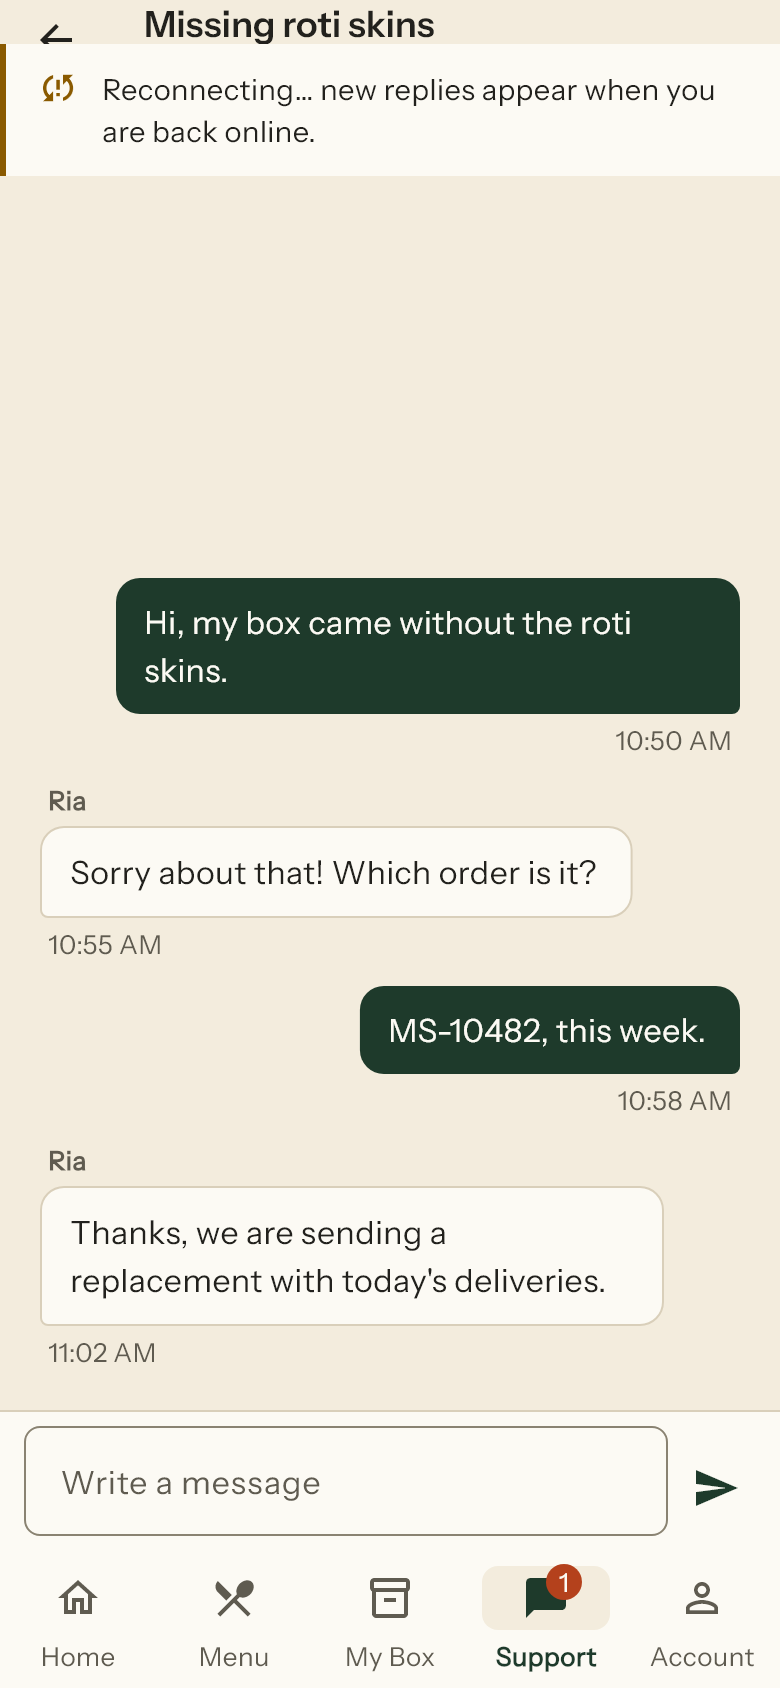 Missing roti skins
Reconnecting... new replies appear when you
are back online.
Hi, my box came without the roti
skins.
10:50 AM
Ria
Sorry about that! Which order is it?
10:55 AM
MS-10482, this week.
10:58 AM
Ria
Thanks, we are sending a
replacement with today's deliveries.
11:02 AM
Write a message
1
Home
Menu
My Box
Support
Account